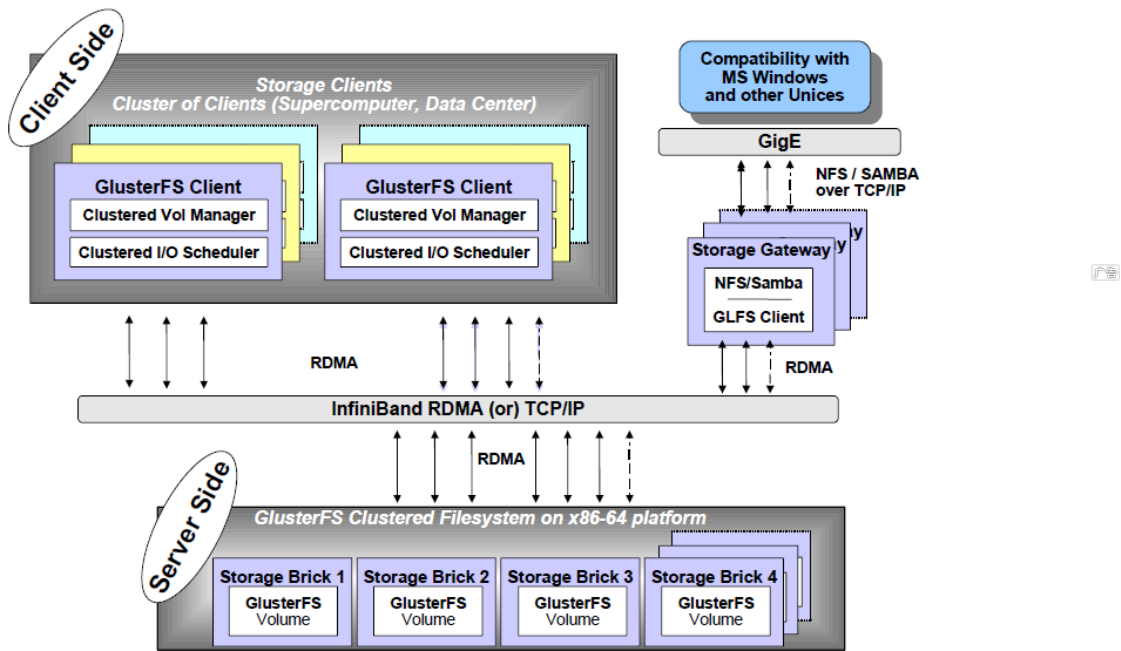 Client Side
Storage Clients
Cluster of Clients (Supercomputer, Data Center)
GlusterFS Client
Clustered Vol Manager
Clustered I/O Scheduler
GlusterFS Client
Clustered Vol Manager
Clustered I/O Scheduler
Compatibility with
MS Windows
and other Unices
GigE
NFS / SAMBA
over TCP/IP
Storage Gateway
NFS/Samba
GLFS Client
RDMA
RDMA
InfiniBand RDMA (or) TCP/IP
RDMA
Server Side
GlusterFS Clustered Filesystem on x86-64 platform
Storage Brick 1
GlusterFS
Volume
Storage Brick 2
GlusterFS
Volume
Storage Brick 3
GlusterFS
Volume
Storage Brick 4
GlusterFS
Volume
广告